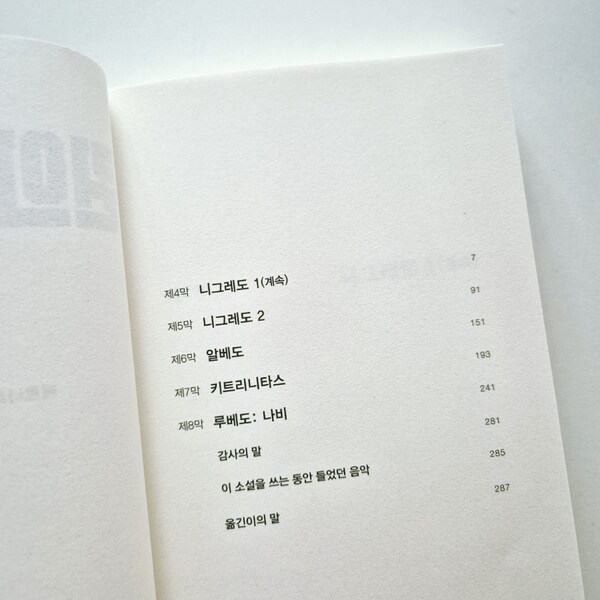 제4막 니그레도 1(계속) 7
제5막 니그레도 2 91
제6막 알베도 151
제7막 키트리니타스 193
제8막 루베도: 나비 241
감사의 말 281
이 소설을 쓰는 동안 들었던 음악 285
옮긴이의 말 287